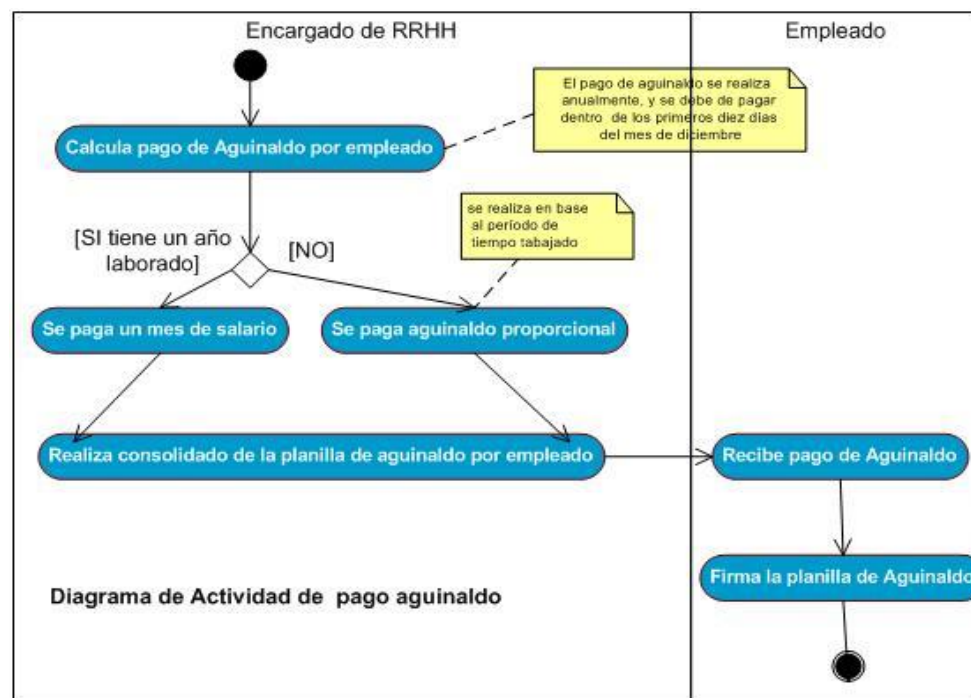 Encargado de RRHH
Empleado
El pago de aguinaldo se realiza
anualmente, y se debe de pagar
dentro de los primeros diez días
del mes de diciembre
Calcula pago de Aguinaldo por empleado
se realiza en base
al período de
tiempo tabajado
[SI tiene un año
laborado]
[NO]
Se paga un mes de salario
Se paga aguinaldo proporcional
Realiza consolidado de la planilla de aguinaldo por empleado
Recibe pago de Aguinaldo
Firma la planilla de Aguinaldo
Diagrama de Actividad de pago aguinaldo